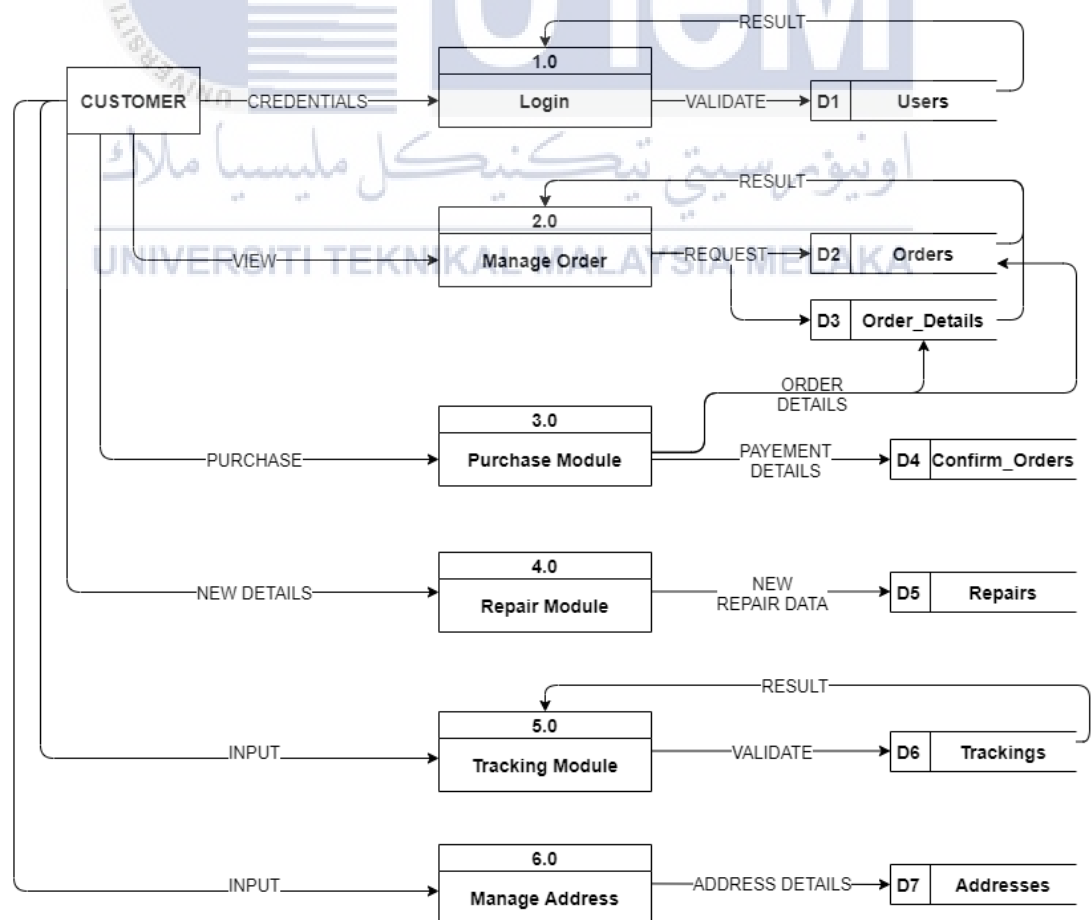 UTeM
UNIVERSITI
اونيۏرسيتي تيكنيكل مليسيا ملاك
UNIVERSITI TEKNIKAL MALAYSIA MELAKA
RESULT
1.0
CUSTOMER
CREDENTIALS
Login
VALIDATE
D1
Users
RESULT
2.0
VIEW
Manage Order
REQUEST
D2
Orders
D3
Order_Details
ORDER
DETAILS
3.0
PURCHASE
Purchase Module
PAYEMENT
DETAILS
D4
Confirm_Orders
4.0
NEW DETAILS
Repair Module
NEW
REPAIR DATA
D5
Repairs
RESULT
5.0
INPUT
Tracking Module
VALIDATE
D6
Trackings
6.0
INPUT
Manage Address
ADDRESS DETAILS
D7
Addresses